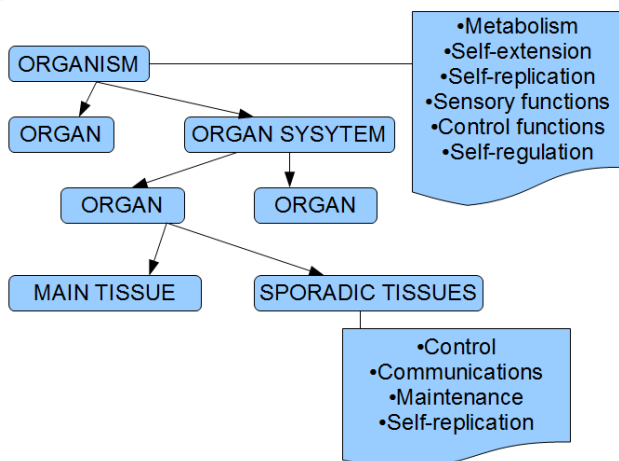 ORGANISM
•Metabolism
•Self-extension
•Self-replication
•Sensory functions
•Control functions
•Self-regulation
ORGAN
ORGAN SYSYTEM
ORGAN
ORGAN
MAIN TISSUE
SPORADIC TISSUES
•Control
•Communications
•Maintenance
•Self-replication